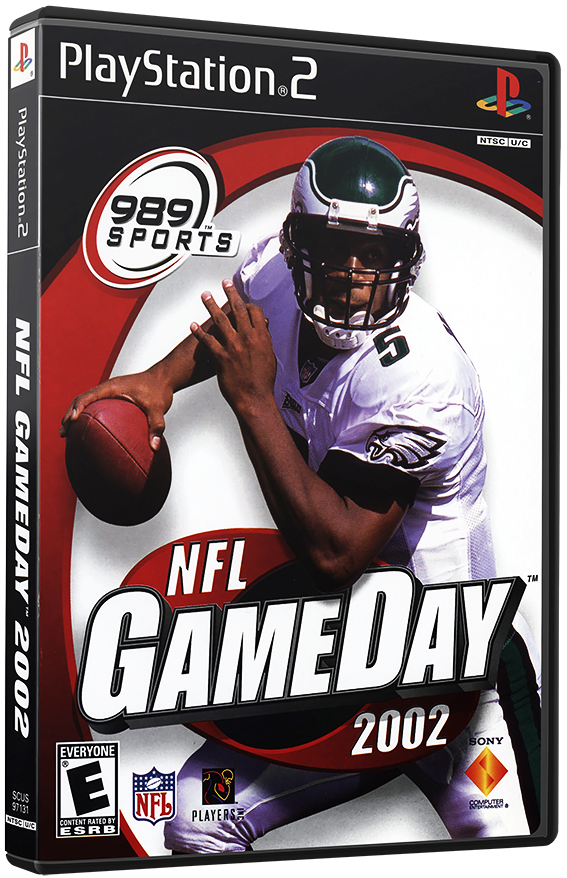 PlayStation®2
NTSC U/C
989
SPORTS™
5
NFL
GAMEDAY™
2002
EVERYONE
E
CONTENT RATED BY
ESRB
NFL
PLAYERS INC
SONY
COMPUTER
ENTERTAINMENT®
PlayStation®2
NFL GAMEDAY™ 2002
SCUS
97131
NTSC U/C